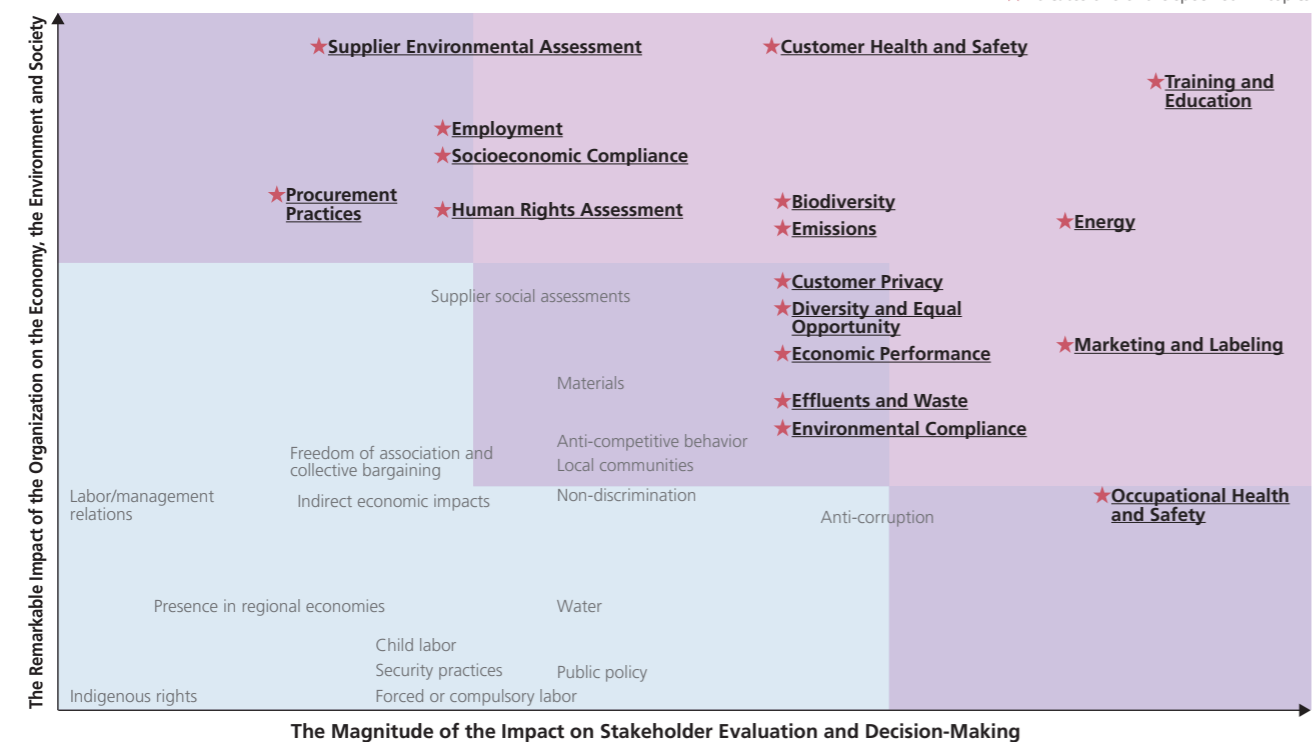 The Remarkable Impact of the Organization on the Economy, the Environment and Society
★Supplier Environmental Assessment
★Customer Health and Safety
★Training and
Education
★Employment
★Socioeconomic Compliance
★Procurement
Practices
★Human Rights Assessment
★Biodiversity
★Emissions
★Energy
★Customer Privacy
Supplier social assessments
★Diversity and Equal
Opportunity
★Economic Performance
★Marketing and Labeling
Materials
★Effluents and Waste
★Environmental Compliance
Anti-competitive behavior
Freedom of association and
collective bargaining
Local communities
Labor/management
relations
Indirect economic impacts
Non-discrimination
★Occupational Health
and Safety
Anti-corruption
Presence in regional economies
Water
Child labor
Security practices
Public policy
Indigenous rights
Forced or compulsory labor
The Magnitude of the Impact on Stakeholder Evaluation and Decision-Making